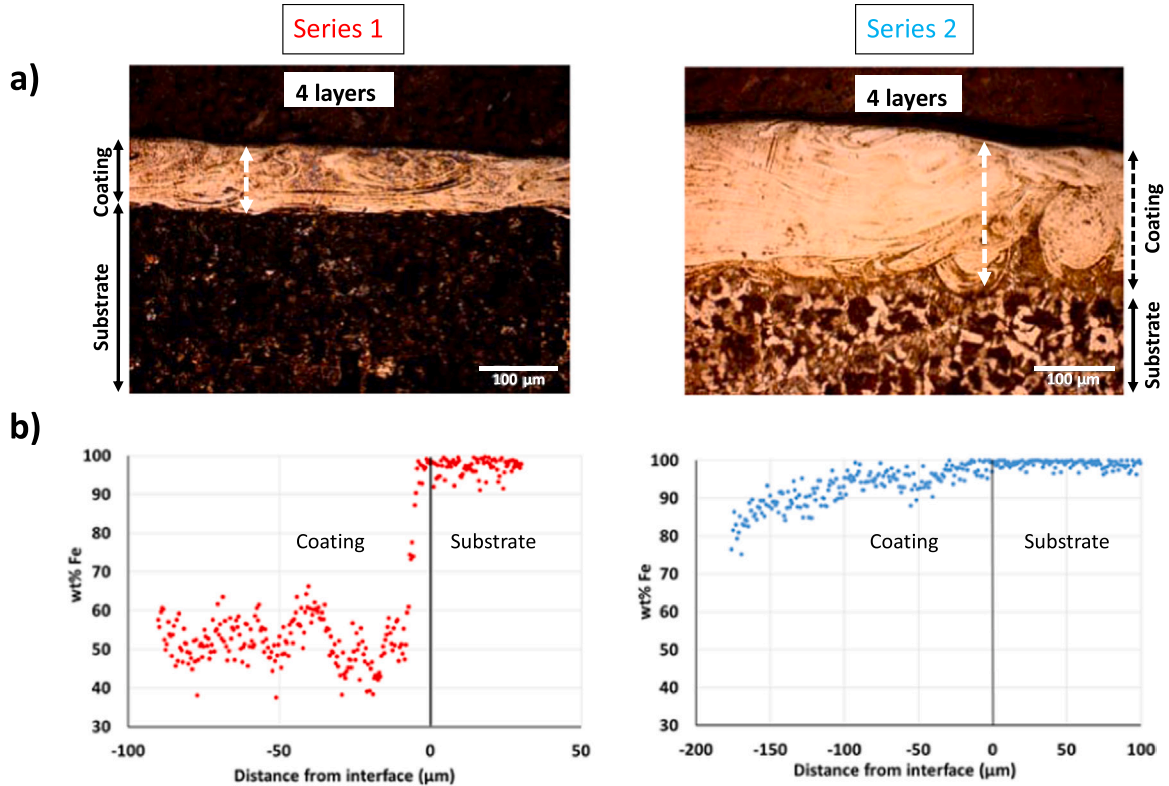 Series 1
Series 2
a)
4 layers
4 layers
Coating
Substrate
100 µm
Coating
Substrate
100 µm
b)
100
90
80
70
60
50
40
30
wt% Fe
Coating
Substrate
-100
-50
0
50
Distance from interface (µm)
100
90
80
70
60
50
40
30
wt% Fe
Coating
Substrate
-200
-150
-100
-50
0
50
100
Distance from interface (µm)